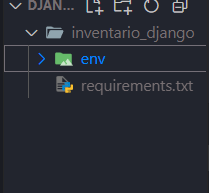 DJAN...
inventario_django
env
requirements.txt